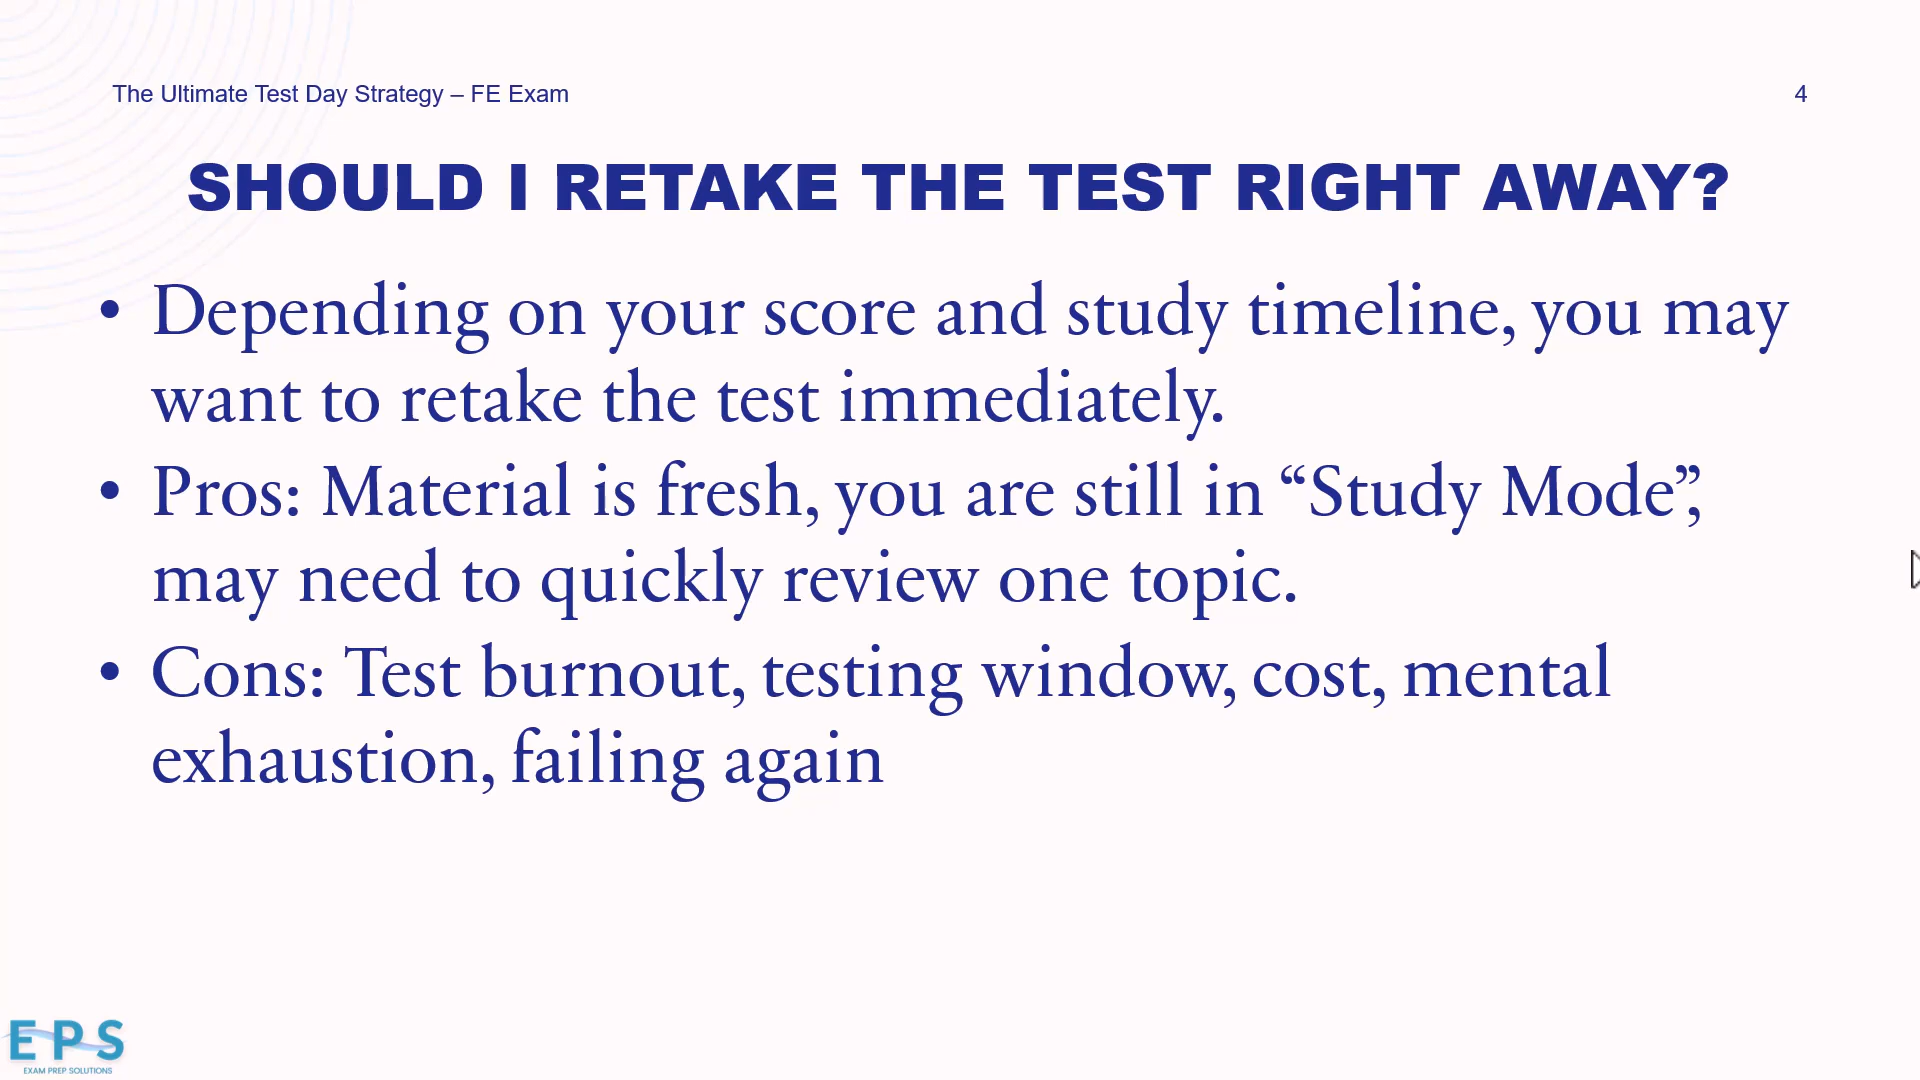 The Ultimate Test Day Strategy – FE Exam
4
SHOULD I RETAKE THE TEST RIGHT AWAY?
• Depending on your score and study timeline, you may
want to retake the test immediately.
• Pros: Material is fresh, you are still in “Study Mode”,
may need to quickly review one topic.
• Cons: Test burnout, testing window, cost, mental
exhaustion, failing again
EPS
EXAM PREP SOLUTIONS